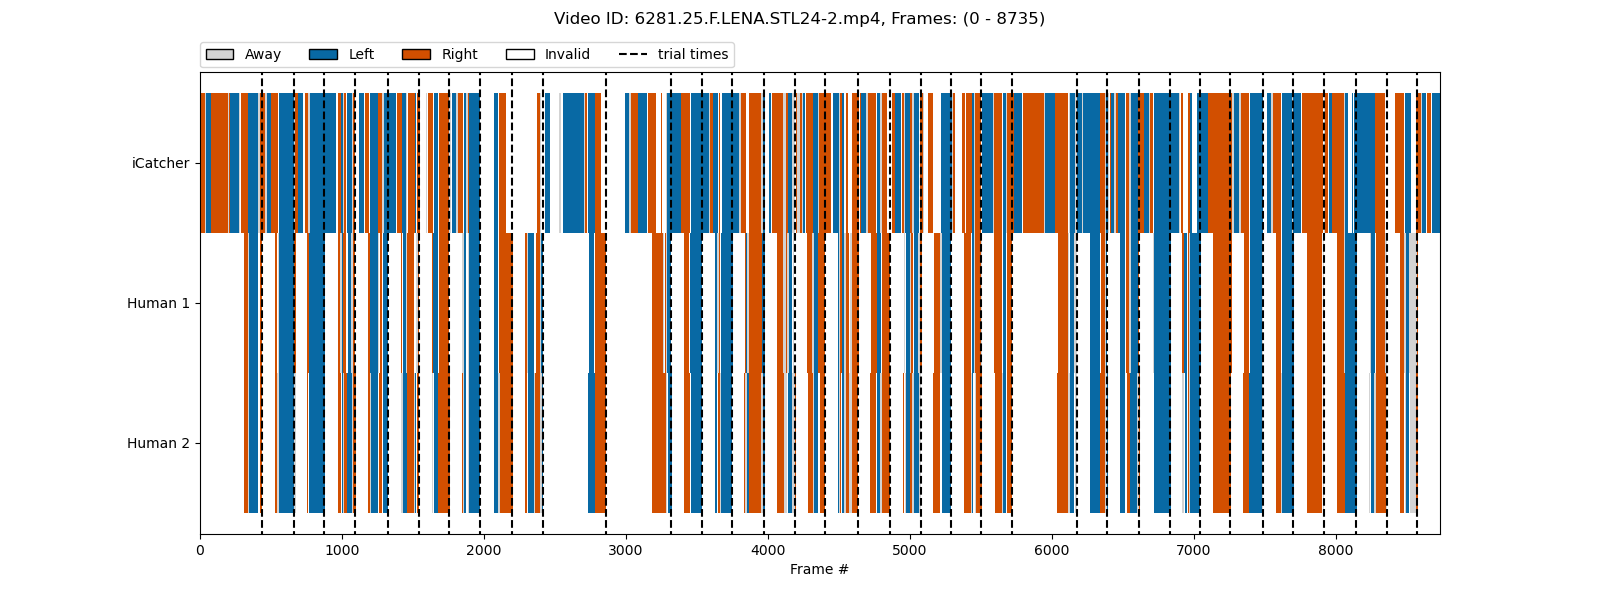 Video ID: 6281.25.F.LENA.STL24-2.mp4, Frames: (0 - 8735)
Away Left Right Invalid trial times
iCatcher
Human 1
Human 2
0 1000 2000 3000 4000 5000 6000 7000 8000
Frame #